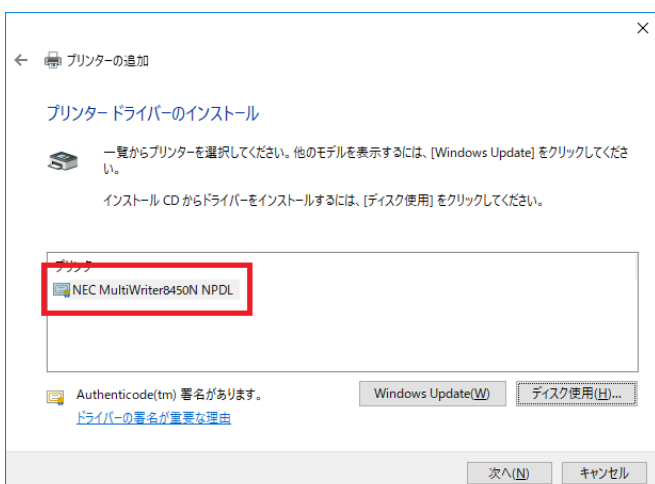 プリンターの追加
プリンター ドライバーのインストール
一覧からプリンターを選択してください。他のモデルを表示するには、[Windows Update] をクリックしてくださ
い。
インストール CD からドライバーをインストールするには、[ディスク使用] をクリックしてください。
プリンター
NEC MultiWriter8450N NPDL
Authenticode(tm) 署名があります。
Windows Update(W)
ディスク使用(H)...
ドライバーの署名が重要な理由
次へ(N)
キャンセル